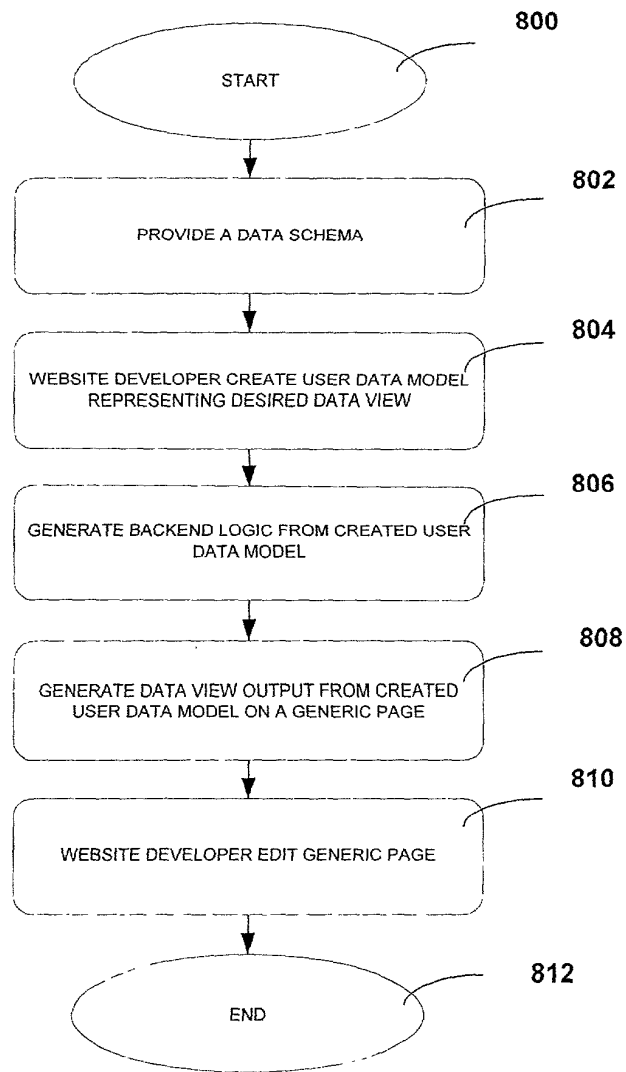 800
START
802
PROVIDE A DATA SCHEMA
804
WEBSITE DEVELOPER CREATE USER DATA MODEL
REPRESENTING DESIRED DATA VIEW
806
GENERATE BACKEND LOGIC FROM CREATED USER
DATA MODEL
808
GENERATE DATA VIEW OUTPUT FROM CREATED
USER DATA MODEL ON A GENERIC PAGE
810
WEBSITE DEVELOPER EDIT GENERIC PAGE
812
END